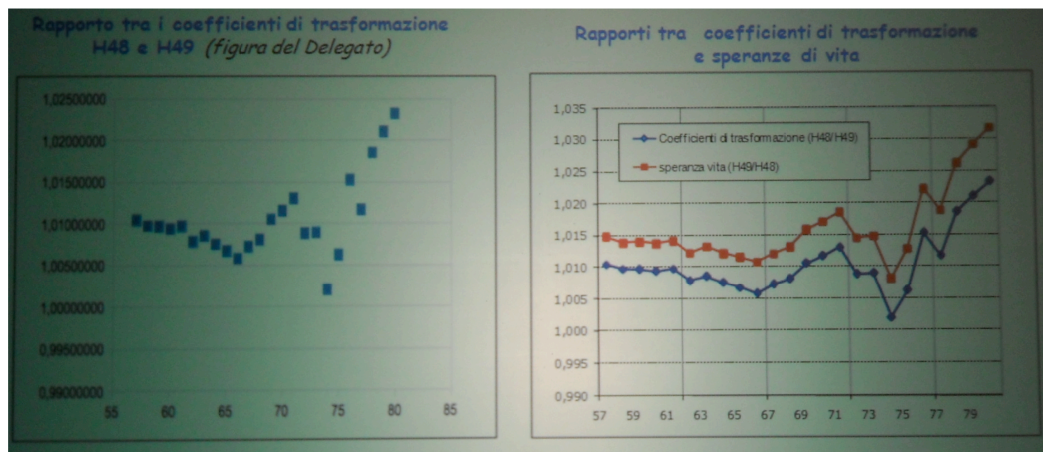 Rapporto tra i coefficienti di trasformazione
H48 e H49 (figura del Delegato)
1,02500000
1,02000000
1,01500000
1,01000000
1,00500000
1,00000000
0,99500000
0,99000000
55 60 65 70 75 80 85
Rapporti tra coefficienti di trasformazione
e speranze di vita
1,035
1,030
1,025
1,020
1,015
1,010
1,005
1,000
0,995
0,990
Coefficienti di trasformazione (H48/H49)
speranza vita (H49/H48)
57 59 61 63 65 67 69 71 73 75 77 79